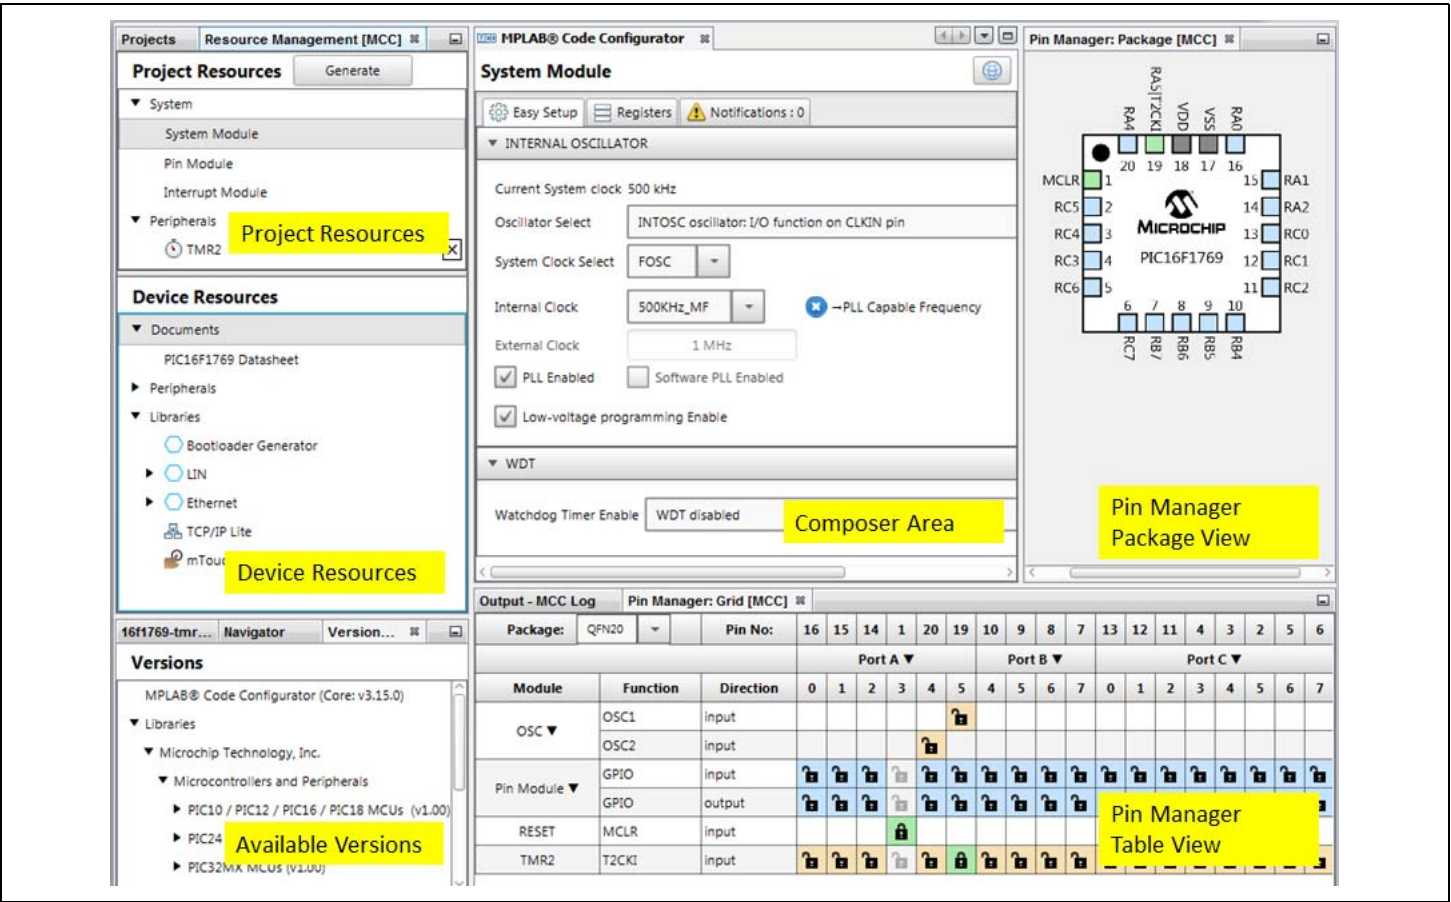 Projects Resource Management [MCC]
Project Resources Generate
System
System Module
Pin Module
Interrupt Module
Peripherals
TMR2
Project Resources
Device Resources
Documents
PIC16F1769 Datasheet
Peripherals
Libraries
Bootloader Generator
LIN
Ethernet
TCP/IP Lite
mTouc
Device Resources
16f1769-tmr... Navigator Version...
Versions
MPLAB® Code Configurator (Core: v3.15.0)
Libraries
Microchip Technology, Inc.
Microcontrollers and Peripherals
PIC10 / PIC12 / PIC16 / PIC18 MCUs (v1.00)
PIC24
PIC32MX MCUs (v1.00)
Available Versions
MPLAB® Code Configurator
System Module
Easy Setup Registers Notifications : 0
INTERNAL OSCILLATOR
Current System clock 500 kHz
Oscillator Select INTOSC oscillator: I/O function on CLKIN pin
System Clock Select FOSC
Internal Clock 500KHz_MF →PLL Capable Frequency
External Clock 1 MHz
PLL Enabled Software PLL Enabled
Low-voltage programming Enable
WDT
Watchdog Timer Enable WDT disabled
Composer Area
Pin Manager: Package [MCC]
RA4 RA5|T2CKI VDD VSS RA0
20 19 18 17 16
MCLR 1 15 RA1
RC5 2 14 RA2
RC4 3 MICROCHIP 13 RC0
RC3 4 PIC16F1769 12 RC1
RC6 5 11 RC2
6 7 8 9 10
RC7 RB7 RB6 RB5 RB4
Pin Manager
Package View
Output - MCC Log Pin Manager: Grid [MCC]
Package: QFN20 Pin No: 16 15 14 1 20 19 10 9 8 7 13 12 11 4 3 2 5 6
Port A ▼ Port B ▼ Port C ▼
Module Function Direction 0 1 2 3 4 5 4 5 6 7 0 1 2 3 4 5 6 7
OSC ▼ OSC1 input
OSC2 input
Pin Module ▼ GPIO input
GPIO output
RESET MCLR input
TMR2 T2CKI input
Pin Manager
Table View